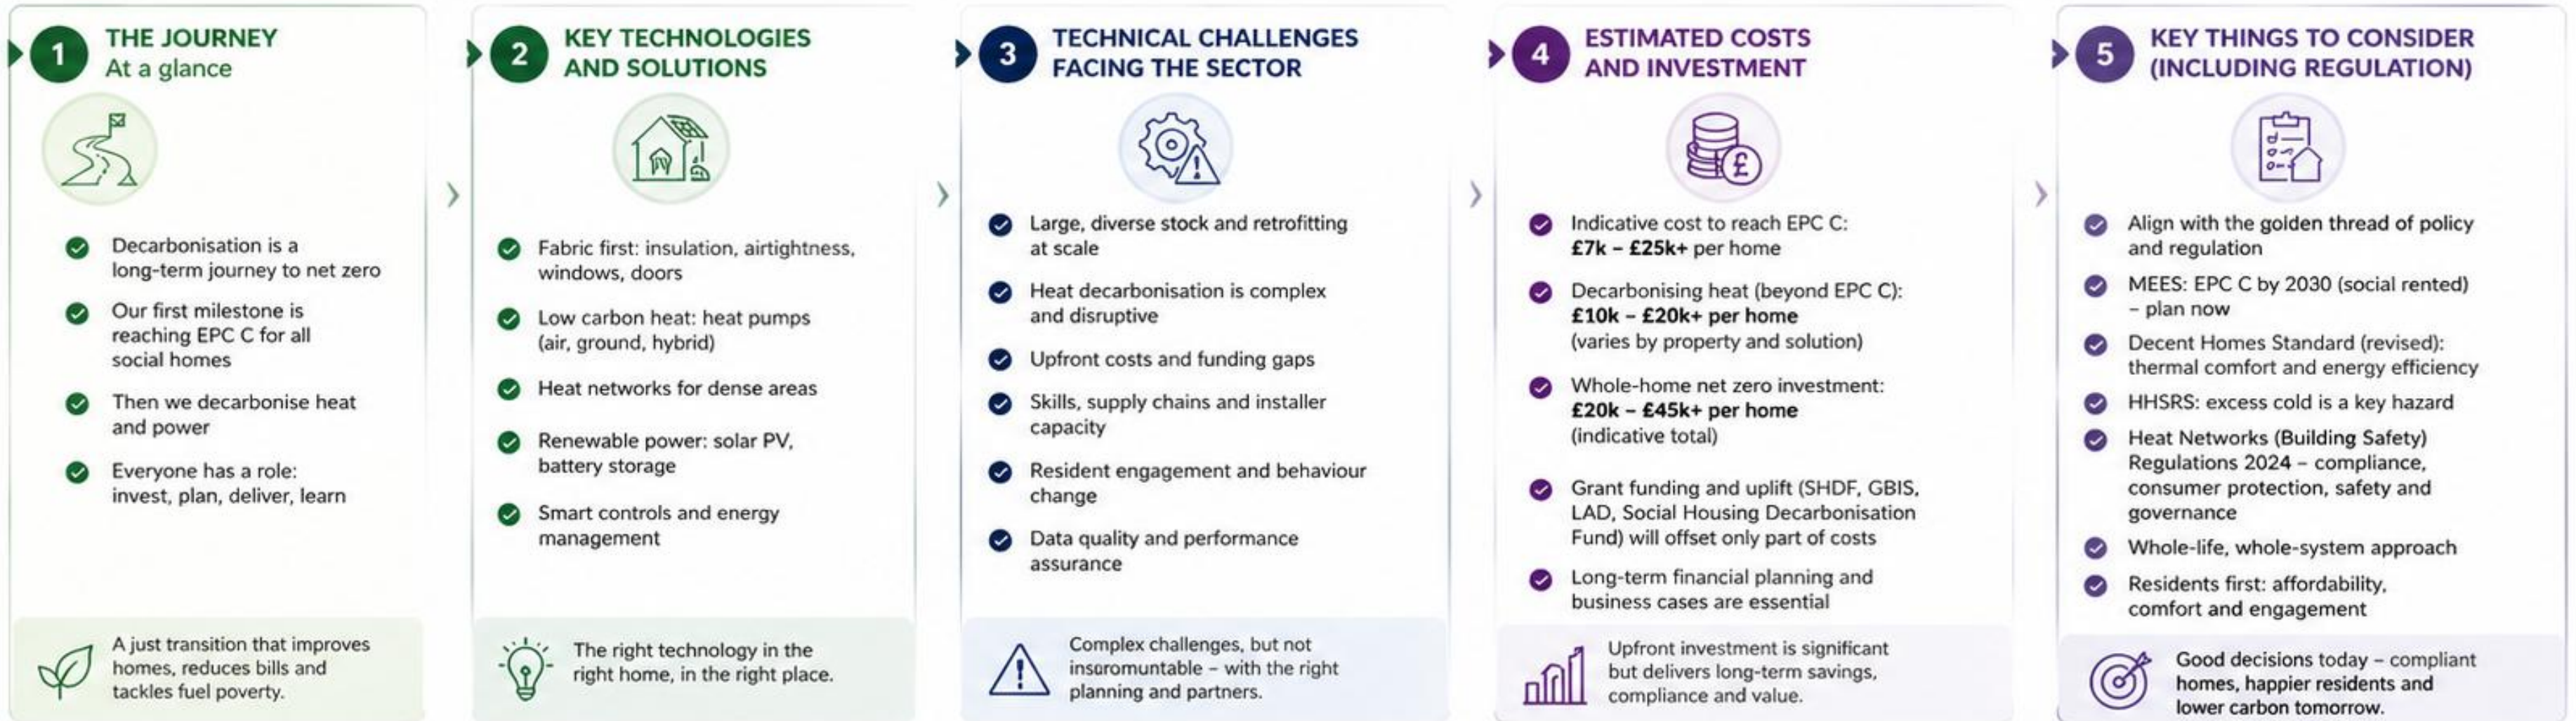 1
THE JOURNEY
At a glance
Decarbonisation is a
long-term journey to net zero
Our first milestone is
reaching EPC C for all
social homes
Then we decarbonise heat
and power
Everyone has a role:
invest, plan, deliver, learn
A just transition that improves
homes, reduces bills and
tackles fuel poverty.
2
KEY TECHNOLOGIES
AND SOLUTIONS
Fabric first: insulation, airtightness,
windows, doors
Low carbon heat: heat pumps
(air, ground, hybrid)
Heat networks for dense areas
Renewable power: solar PV,
battery storage
Smart controls and energy
management
The right technology in the
right home, in the right place.
3
TECHNICAL CHALLENGES
FACING THE SECTOR
Large, diverse stock and retrofitting
at scale
Heat decarbonisation is complex
and disruptive
Upfront costs and funding gaps
Skills, supply chains and installer
capacity
Resident engagement and behaviour
change
Data quality and performance
assurance
Complex challenges, but not
insuromuntable – with the right
planning and partners.
4
ESTIMATED COSTS
AND INVESTMENT
£
Indicative cost to reach EPC C:
£7k – £25k+ per home
Decarbonising heat (beyond EPC C):
£10k – £20k+ per home
(varies by property and solution)
Whole-home net zero investment:
£20k – £45k+ per home
(indicative total)
Grant funding and uplift (SHDF, GBIS,
LAD, Social Housing Decarbonisation
Fund) will offset only part of costs
Long-term financial planning and
business cases are essential
Upfront investment is significant
but delivers long-term savings,
compliance and value.
5
KEY THINGS TO CONSIDER
(INCLUDING REGULATION)
Align with the golden thread of policy
and regulation
MEES: EPC C by 2030 (social rented)
– plan now
Decent Homes Standard (revised):
thermal comfort and energy efficiency
HHSRS: excess cold is a key hazard
Heat Networks (Building Safety)
Regulations 2024 – compliance,
consumer protection, safety and
governance
Whole-life, whole-system approach
Residents first: affordability,
comfort and engagement
Good decisions today – compliant
homes, happier residents and
lower carbon tomorrow.